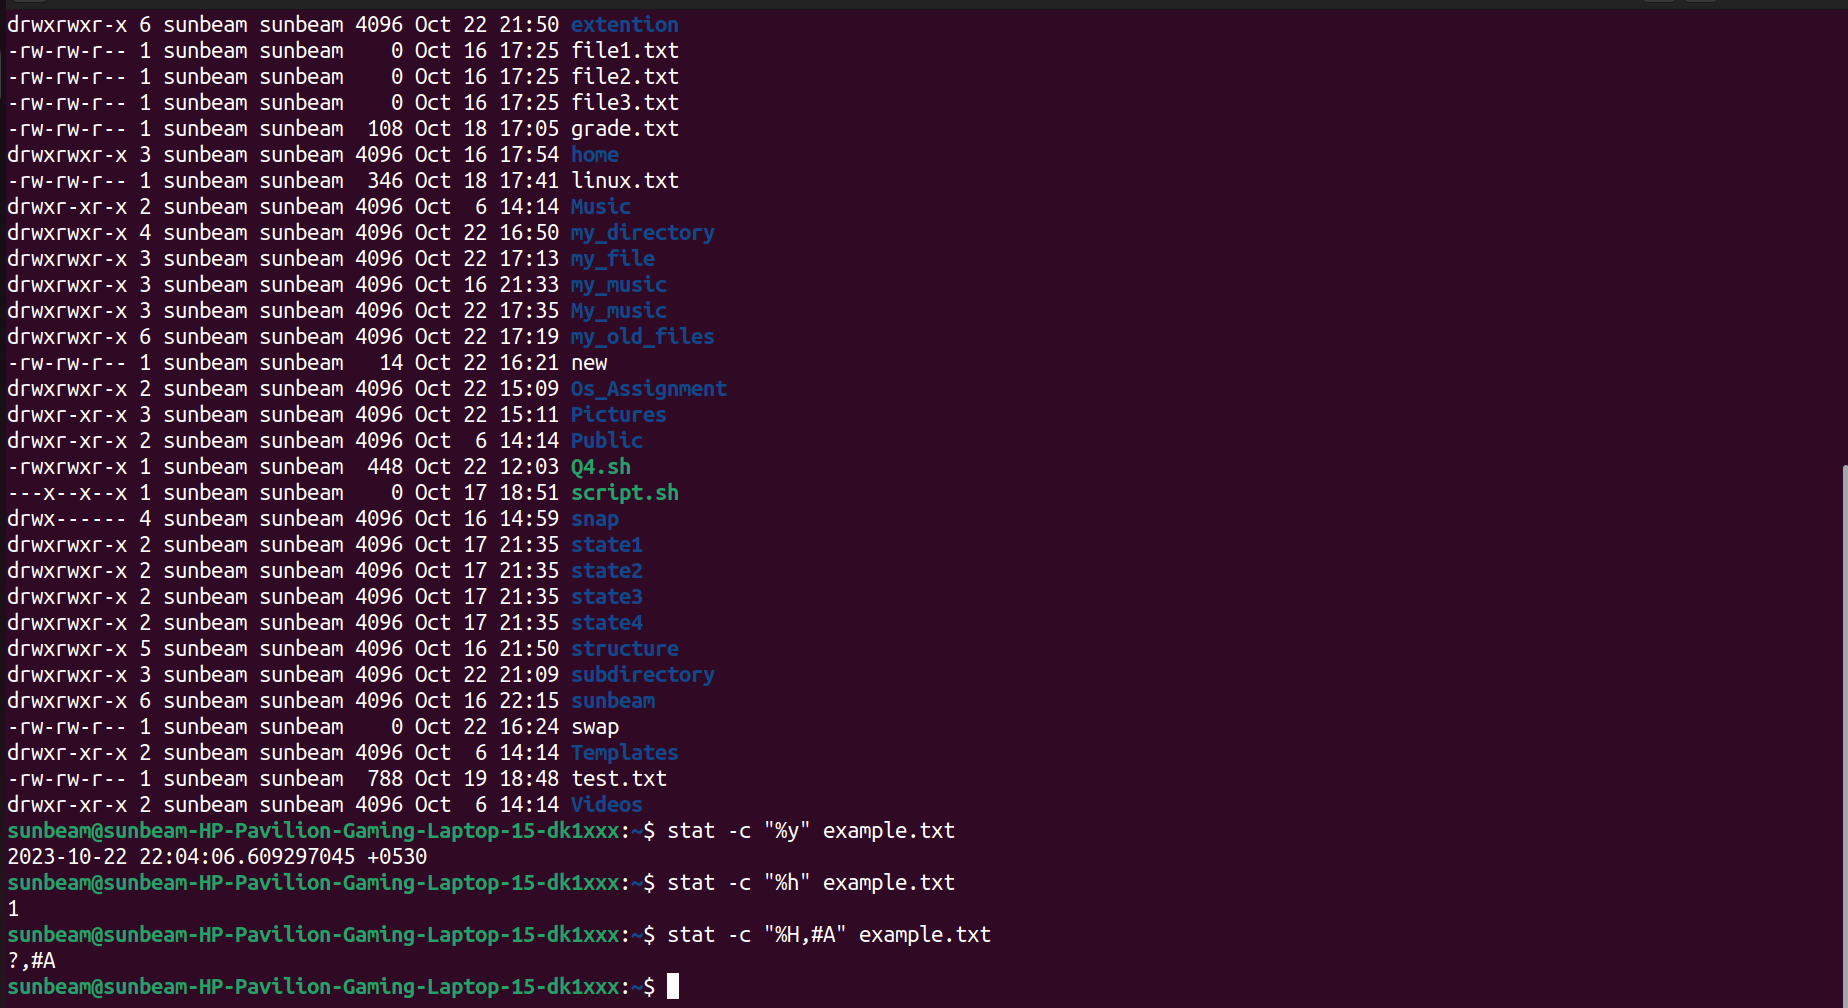 drwxrwxr-x 6 sunbeam sunbeam 4096 Oct 22 21:50 extention
-rw-rw-r-- 1 sunbeam sunbeam    0 Oct 16 17:25 file1.txt
-rw-rw-r-- 1 sunbeam sunbeam    0 Oct 16 17:25 file2.txt
-rw-rw-r-- 1 sunbeam sunbeam    0 Oct 16 17:25 file3.txt
-rw-rw-r-- 1 sunbeam sunbeam  108 Oct 18 17:05 grade.txt
drwxrwxr-x 3 sunbeam sunbeam 4096 Oct 16 17:54 home
-rw-rw-r-- 1 sunbeam sunbeam  346 Oct 18 17:41 linux.txt
drwxr-xr-x 2 sunbeam sunbeam 4096 Oct  6 14:14 Music
drwxrwxr-x 4 sunbeam sunbeam 4096 Oct 22 16:50 my_directory
drwxrwxr-x 3 sunbeam sunbeam 4096 Oct 22 17:13 my_file
drwxrwxr-x 3 sunbeam sunbeam 4096 Oct 16 21:33 my_music
drwxrwxr-x 3 sunbeam sunbeam 4096 Oct 22 17:35 My_music
drwxrwxr-x 6 sunbeam sunbeam 4096 Oct 22 17:19 my_old_files
-rw-rw-r-- 1 sunbeam sunbeam   14 Oct 22 16:21 new
drwxrwxr-x 2 sunbeam sunbeam 4096 Oct 22 15:09 Os_Assignment
drwxr-xr-x 3 sunbeam sunbeam 4096 Oct 22 15:11 Pictures
drwxr-xr-x 2 sunbeam sunbeam 4096 Oct  6 14:14 Public
-rwxrwxr-x 1 sunbeam sunbeam  448 Oct 22 12:03 Q4.sh
---x--x--x 1 sunbeam sunbeam    0 Oct 17 18:51 script.sh
drwx------ 4 sunbeam sunbeam 4096 Oct 16 14:59 snap
drwxrwxr-x 2 sunbeam sunbeam 4096 Oct 17 21:35 state1
drwxrwxr-x 2 sunbeam sunbeam 4096 Oct 17 21:35 state2
drwxrwxr-x 2 sunbeam sunbeam 4096 Oct 17 21:35 state3
drwxrwxr-x 2 sunbeam sunbeam 4096 Oct 17 21:35 state4
drwxrwxr-x 5 sunbeam sunbeam 4096 Oct 16 21:50 structure
drwxrwxr-x 3 sunbeam sunbeam 4096 Oct 22 21:09 subdirectory
drwxrwxr-x 6 sunbeam sunbeam 4096 Oct 16 22:15 sunbeam
-rw-rw-r-- 1 sunbeam sunbeam    0 Oct 22 16:24 swap
drwxr-xr-x 2 sunbeam sunbeam 4096 Oct  6 14:14 Templates
-rw-rw-r-- 1 sunbeam sunbeam  788 Oct 19 18:48 test.txt
drwxr-xr-x 2 sunbeam sunbeam 4096 Oct  6 14:14 Videos
sunbeam@sunbeam-HP-Pavilion-Gaming-Laptop-15-dk1xxx:~$ stat -c "%y" example.txt
2023-10-22 22:04:06.609297045 +0530
sunbeam@sunbeam-HP-Pavilion-Gaming-Laptop-15-dk1xxx:~$ stat -c "%h" example.txt
1
sunbeam@sunbeam-HP-Pavilion-Gaming-Laptop-15-dk1xxx:~$ stat -c "%H,#A" example.txt
?,#A
sunbeam@sunbeam-HP-Pavilion-Gaming-Laptop-15-dk1xxx:~$